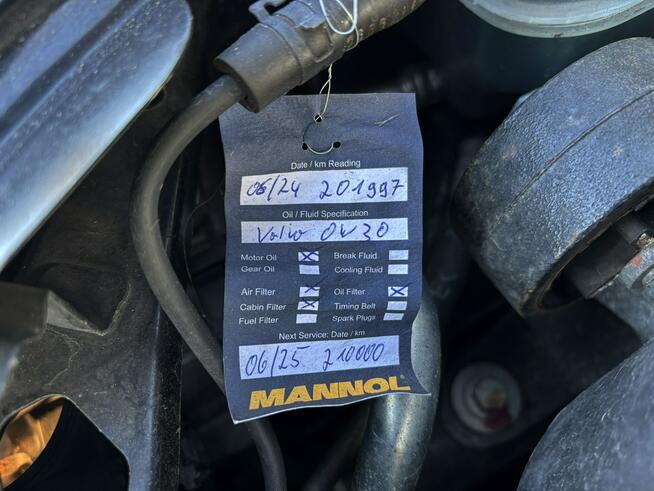 Date / km Reading
06/24 201997
Oil / Fluid Specification
0W30
Motor Oil Break Fluid
Gear Oil Cooling Fluid
Air Filter Oil Filter
Cabin Filter Timing Belt
Fuel Filter Spark Plugs
Next Service: Date / km
06/25 210000
MANNOL